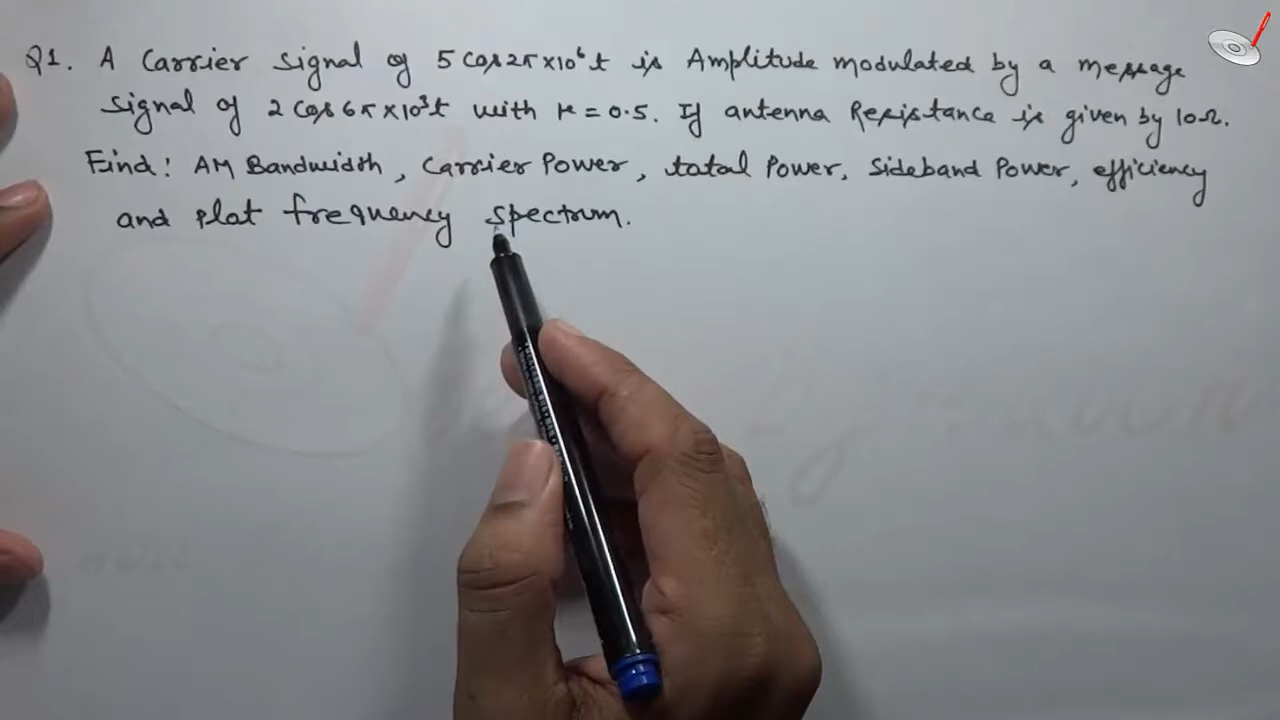 Q1. A Carrier signal of 5 cos 2π×10⁶t is Amplitude modulated by a message
signal of 2 cos 6π×10³t with κ = 0.5. If antenna Resistance is given by 10Ω.
Find: AM Bandwidth, Carrier Power, total Power, Sideband Power, efficiency
and plot frequency spectrum.